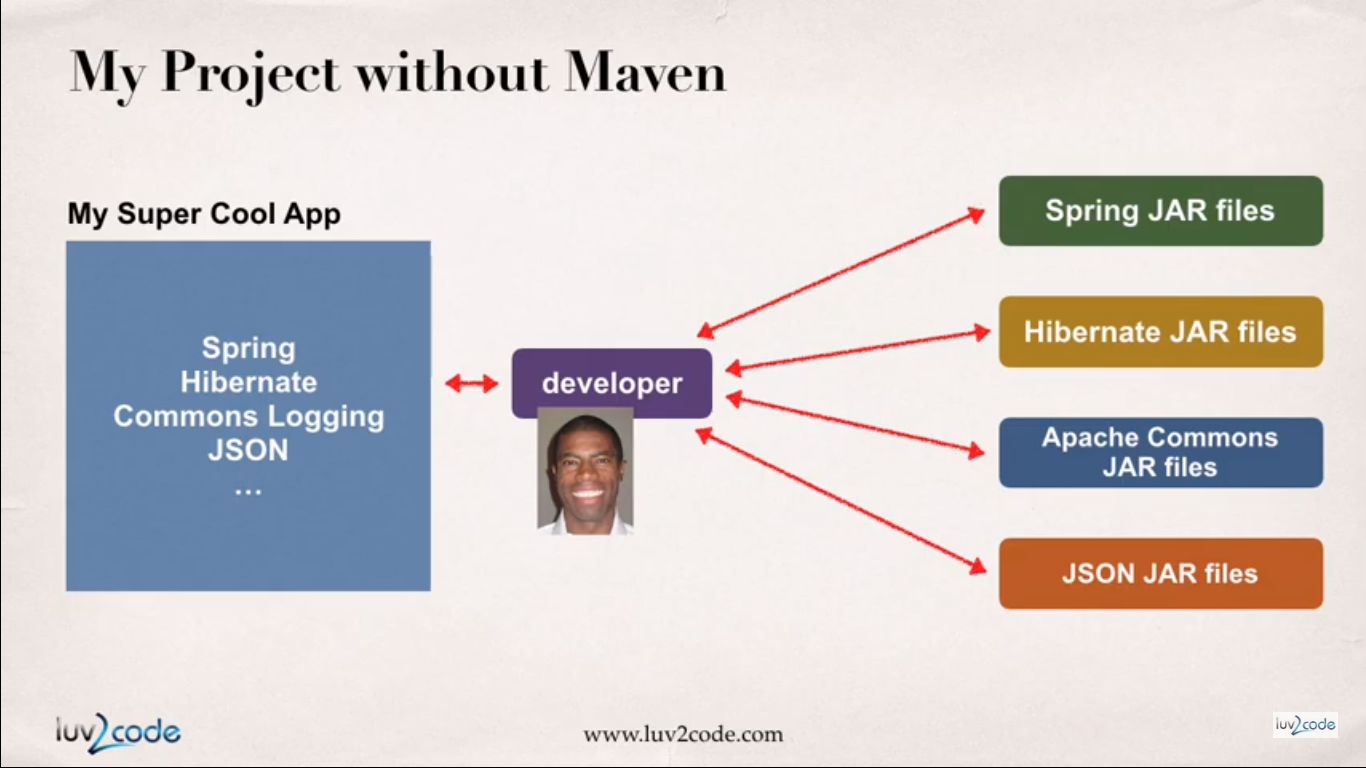 My Project without Maven
My Super Cool App
Spring
Hibernate
Commons Logging
JSON
...
developer
Spring JAR files
Hibernate JAR files
Apache Commons
JAR files
JSON JAR files
luv2code
www.luv2code.com
luv2code